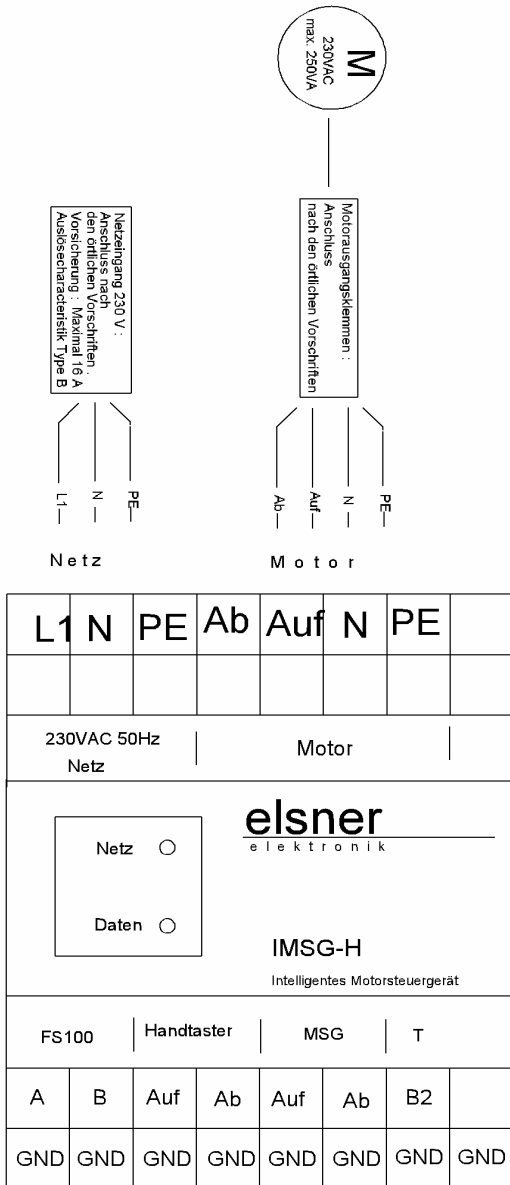 M
230VAC
max. 250VA
Netzeingang 230 V :
Anschluss nach
den örtlichen Vorschriften .
Vorsicherung : Maximal 16 A
Auslösecharacteristik Type B
Motorausgangsklemmen :
Anschluss
nach den örtlichen Vorschriften
L1 N PE
Ab Auf N PE
Netz
Motor
L1 N PE Ab Auf N PE
230VAC 50Hz
Netz
Motor
elsner
elektronik
Netz
Daten
IMSG-H
Intelligentes Motorsteuergerät
FS100 Handtaster MSG T
A B Auf Ab Auf Ab B2
GND GND GND GND GND GND GND GND